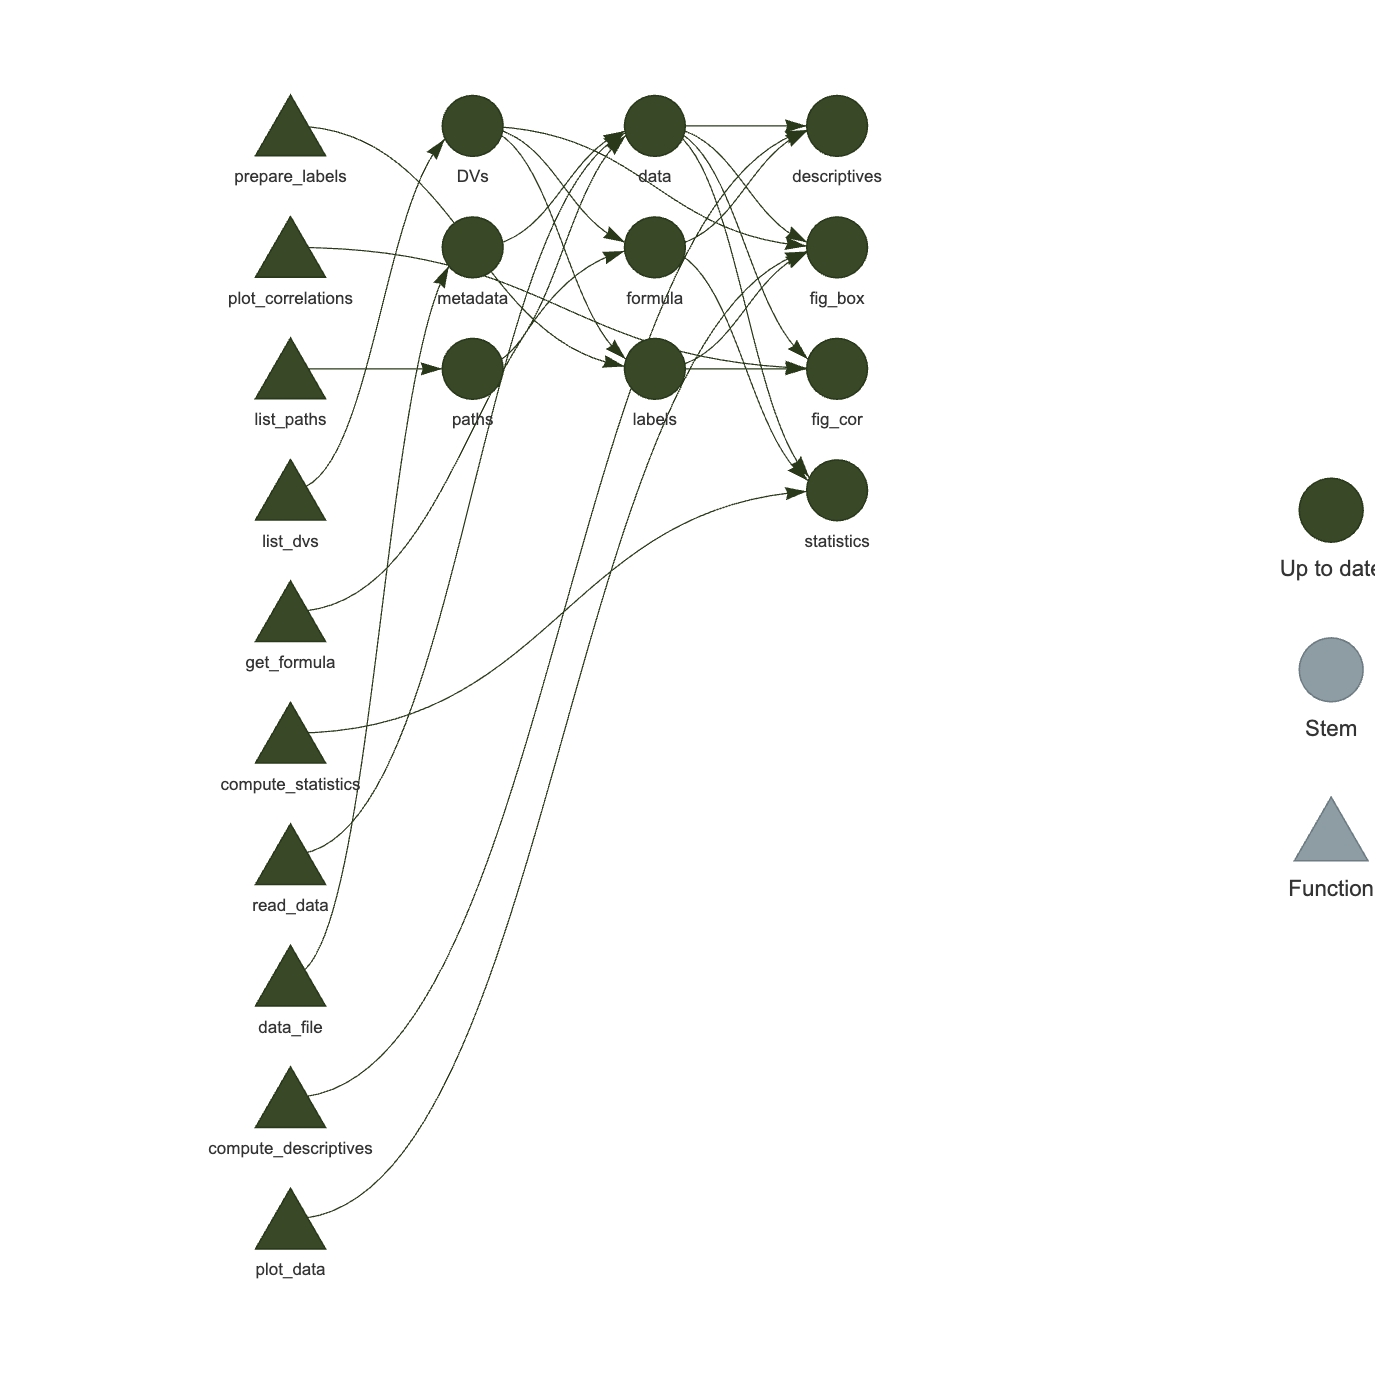 prepare_labels
DVs
data
descriptives
plot_correlations
metadata
formula
fig_box
list_paths
paths
labels
fig_cor
list_dvs
statistics
Up to date
get_formula
Stem
compute_statistics
Function
read_data
data_file
compute_descriptives
plot_data